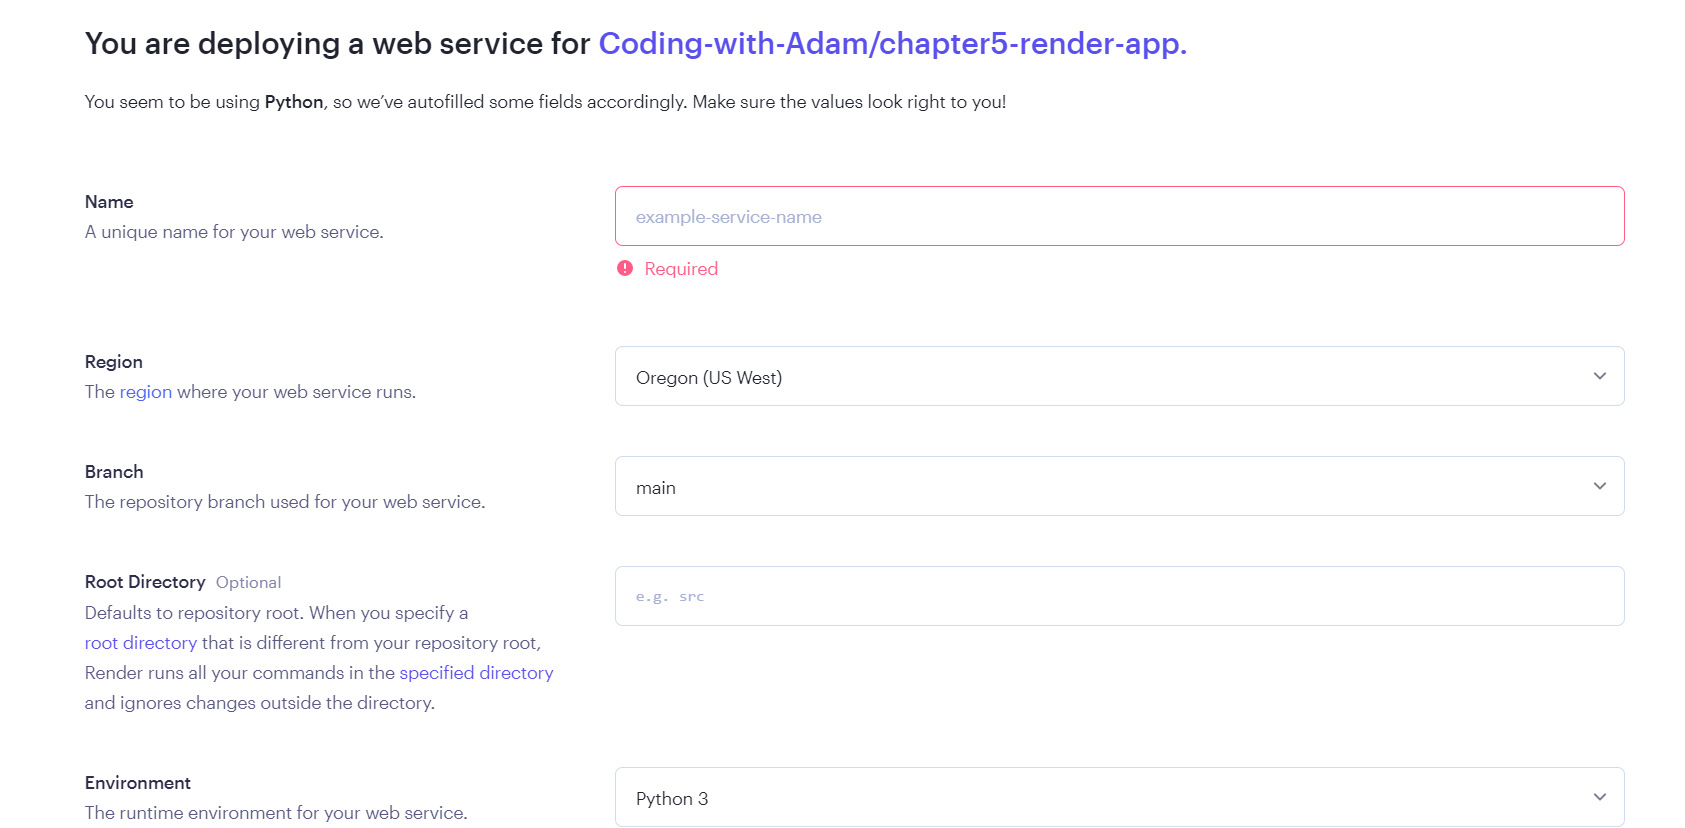 You are deploying a web service for Coding-with-Adam/chapter5-render-app.
You seem to be using Python, so we’ve autofilled some fields accordingly. Make sure the values look right to you!
Name
A unique name for your web service.
example-service-name
Required
Region
The region where your web service runs.
Oregon (US West)
Branch
The repository branch used for your web service.
main
Root Directory Optional
Defaults to repository root. When you specify a
root directory that is different from your repository root,
Render runs all your commands in the specified directory
and ignores changes outside the directory.
e.g. src
Environment
The runtime environment for your web service.
Python 3